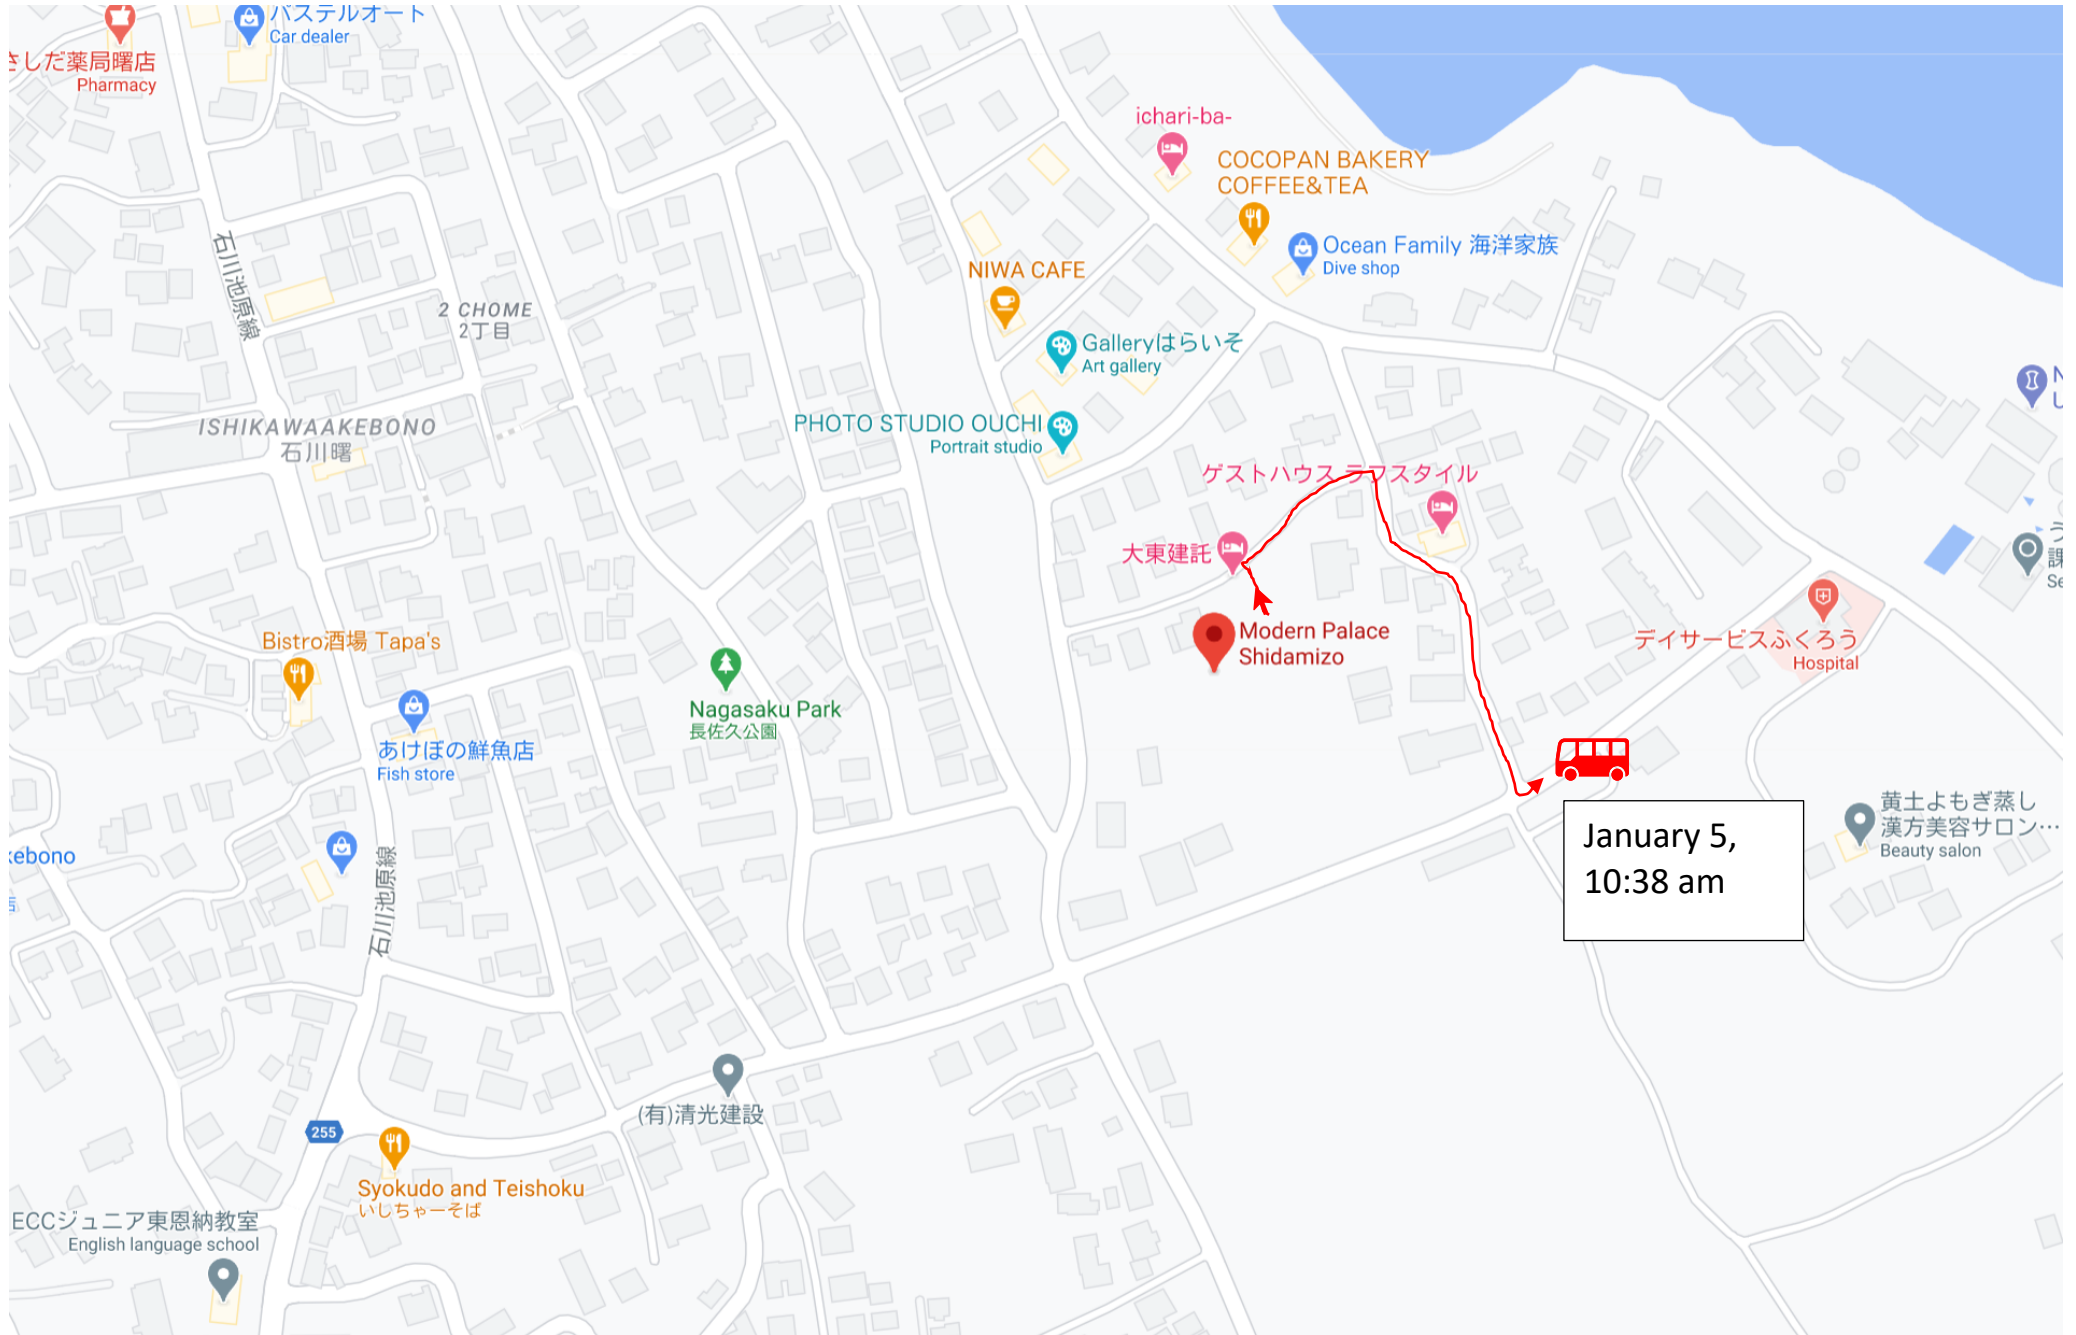 パステルオート
Car dealer
さしだ薬局曙店
Pharmacy
ichari-ba-
COCOPAN BAKERY
COFFEE&TEA
Ocean Family 海洋家族
Dive shop
石川池原線
NIWA CAFE
2 CHOME
2丁目
Galleryはらいそ
Art gallery
ISHIKAWAAKEBONO
石川曙
PHOTO STUDIO OUCHI
Portrait studio
ゲストハウス ラフスタイル
大東建託
Modern Palace
Shidamizo
Bistro酒場 Tapa's
デイサービスふくろう
Hospital
Nagasaku Park
長佐久公園
あけぼの鮮魚店
Fish store
January 5,
10:38 am
黄土よもぎ蒸し
漢方美容サロン…
Beauty salon
kebono
石川池原線
(有)清光建設
255
Syokudo and Teishoku
いしちゃーそば
ECCジュニア東恩納教室
English language school